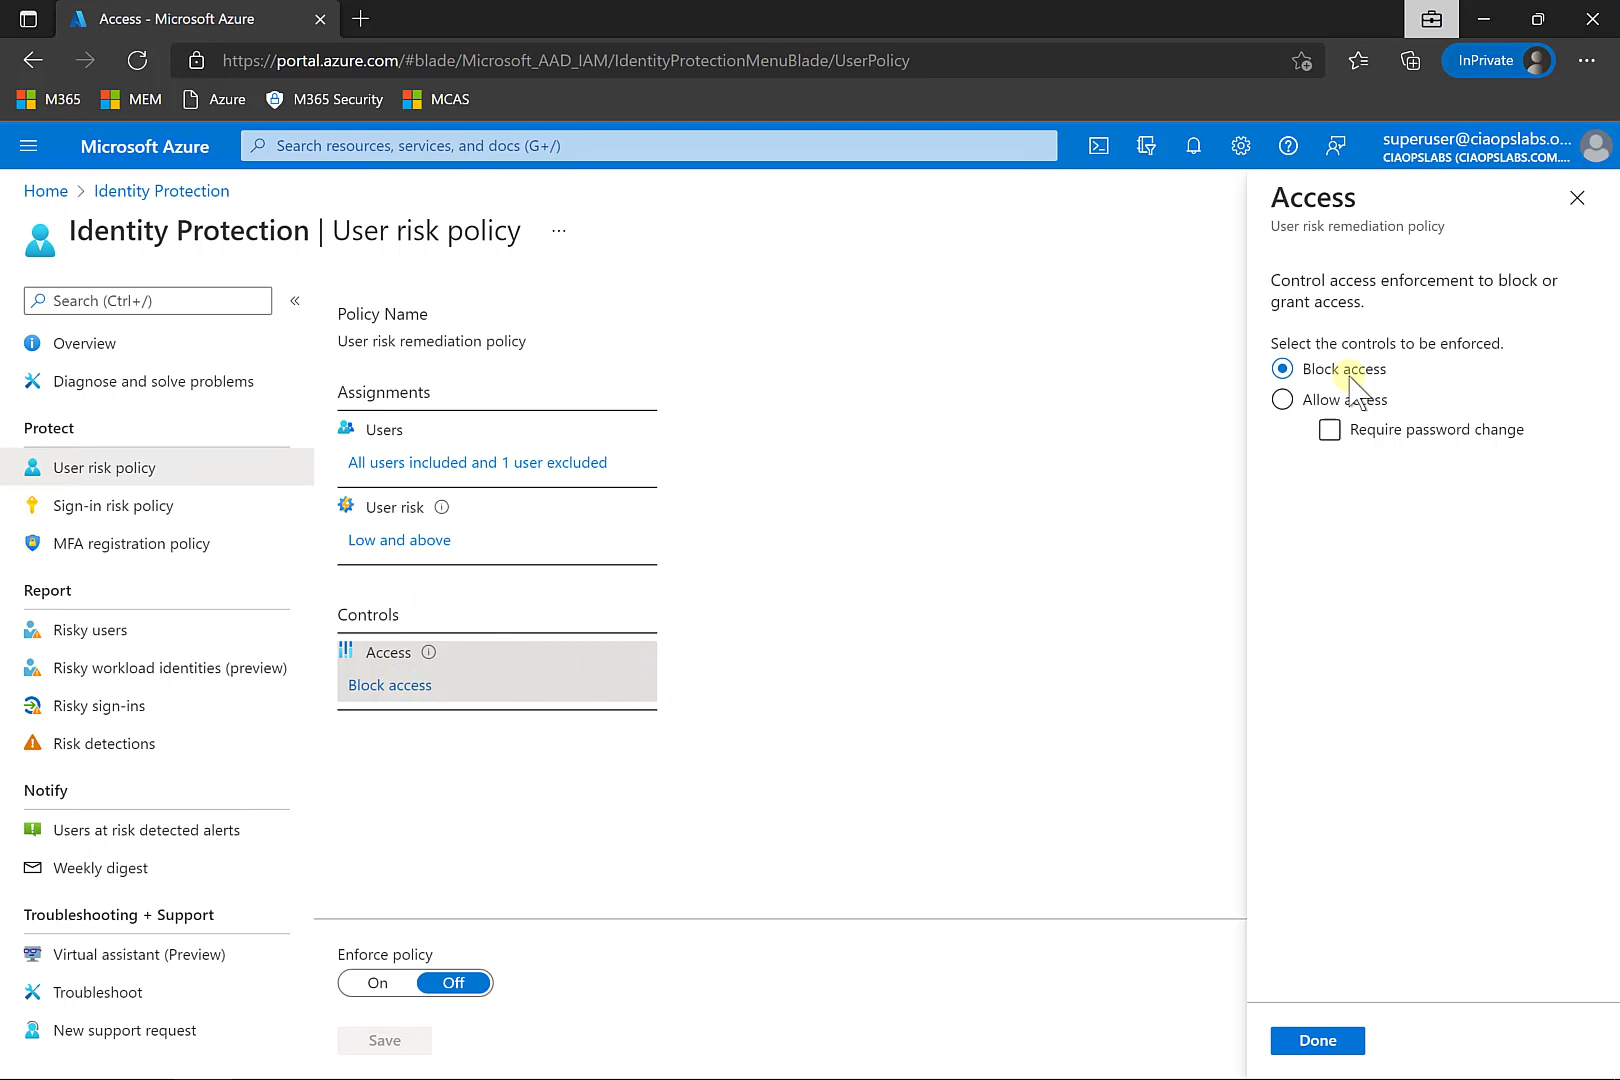 Access - Microsoft Azure
https://portal.azure.com/#blade/Microsoft_AAD_IAM/IdentityProtectionMenuBlade/UserPolicy
InPrivate
M365
MEM
Azure
M365 Security
MCAS
Microsoft Azure
Search resources, services, and docs (G+/)
superuser@ciaopslabs.o...
CIAOPSLABS (CIAOPSLABS.COM....
Home > Identity Protection
Identity Protection | User risk policy ...
Search (Ctrl+/)
«
Overview
Diagnose and solve problems
Protect
User risk policy
Sign-in risk policy
MFA registration policy
Report
Risky users
Risky workload identities (preview)
Risky sign-ins
Risk detections
Notify
Users at risk detected alerts
Weekly digest
Troubleshooting + Support
Virtual assistant (Preview)
Troubleshoot
New support request
Policy Name
User risk remediation policy
Assignments
Users
All users included and 1 user excluded
User risk
Low and above
Controls
Access
Block access
Enforce policy
On
Off
Save
Access
User risk remediation policy
Control access enforcement to block or
grant access.
Select the controls to be enforced.
Block access
Allow access
Require password change
Done